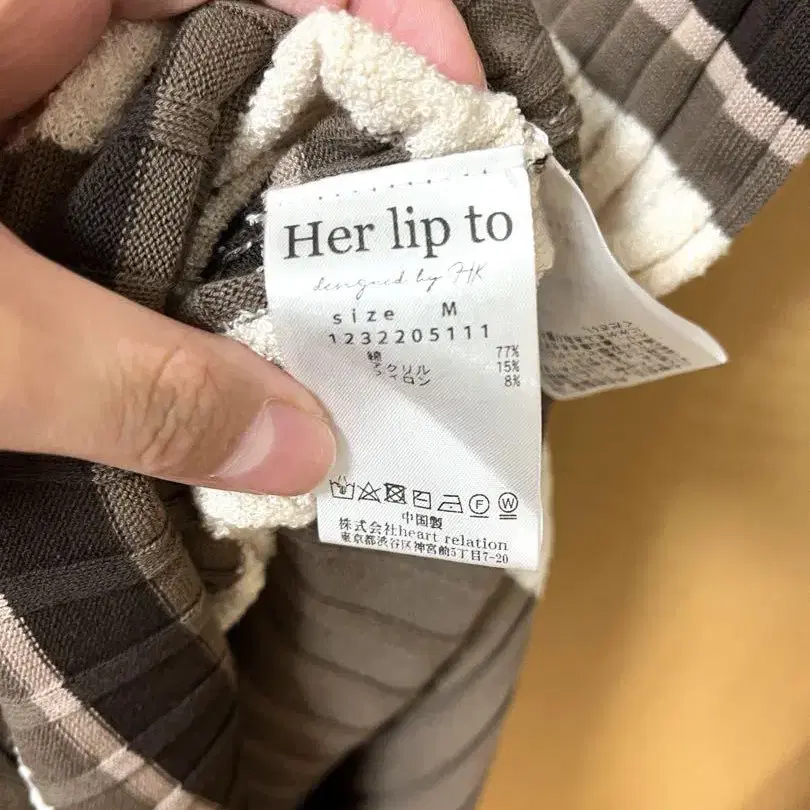 Her lip to
designed by HK
size M
1232205111
綿 77%
アクリル 15%
ナイロン 8%
F W
中国製
株式会社heart relation
東京都渋谷区神宮前5丁目7-20